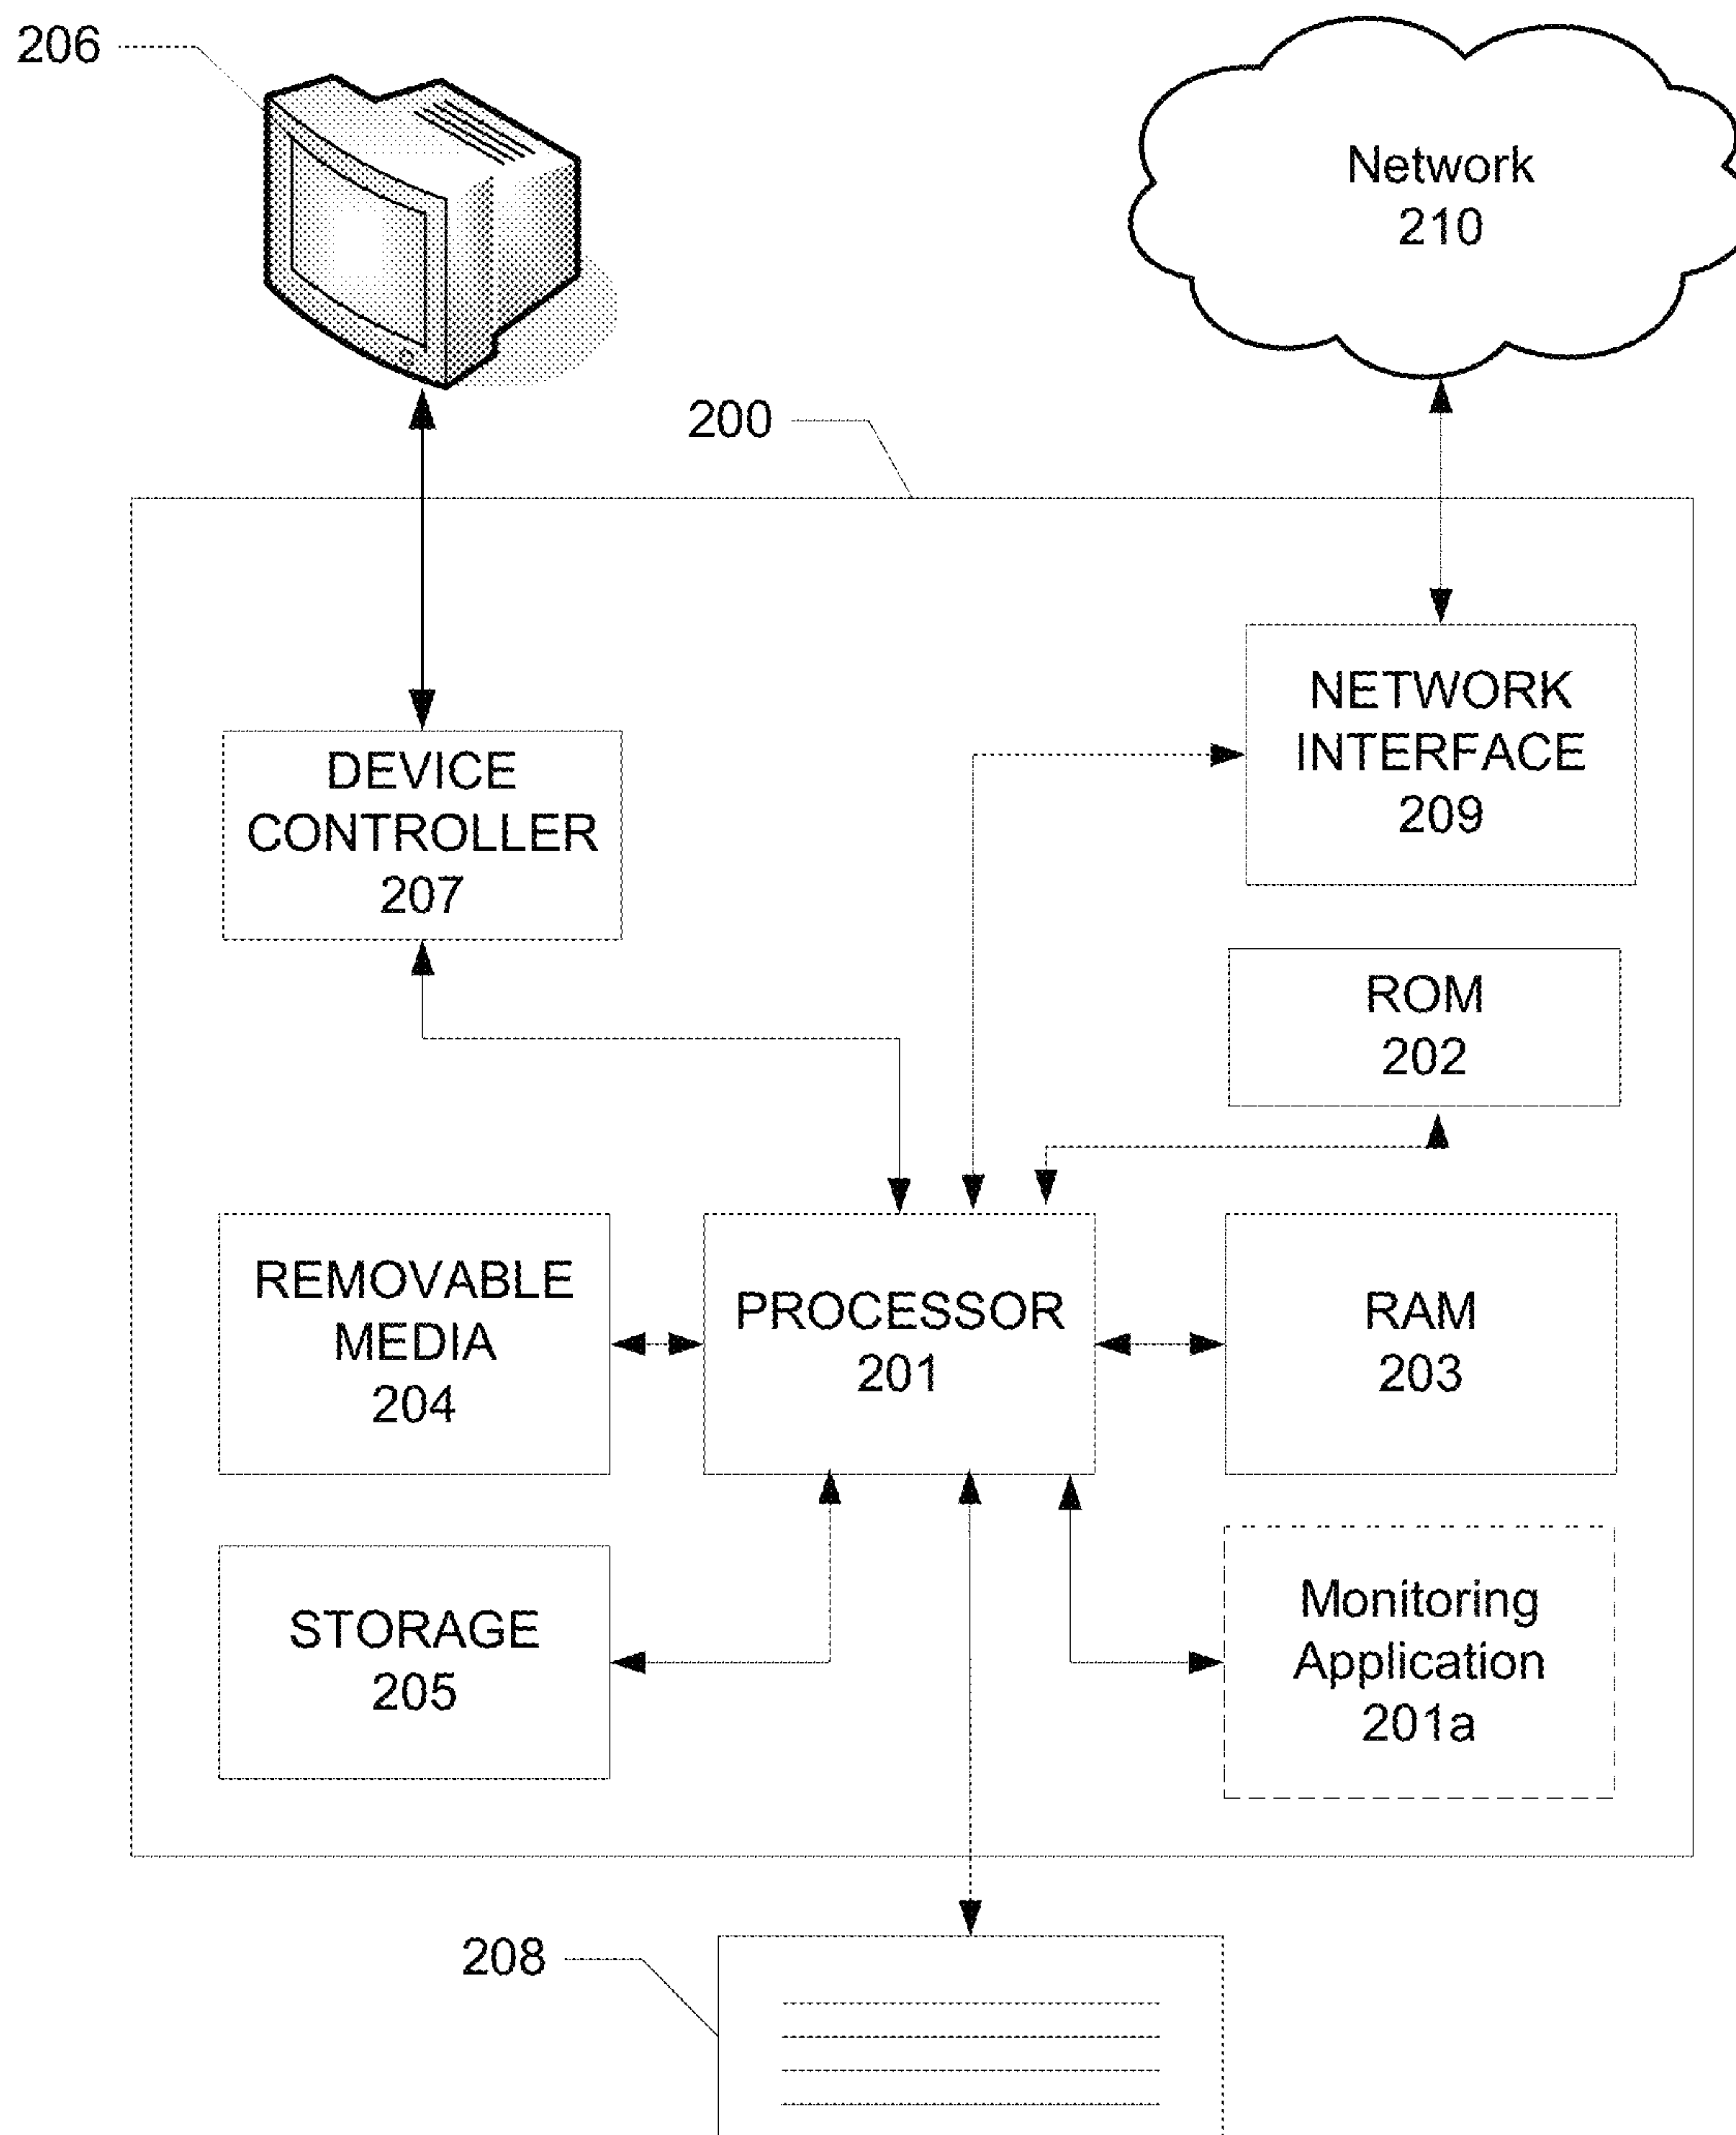 206
Network
210
200
DEVICE
CONTROLLER
207
NETWORK
INTERFACE
209
ROM
202
REMOVABLE
MEDIA
204
PROCESSOR
201
RAM
203
STORAGE
205
Monitoring
Application
201a
208